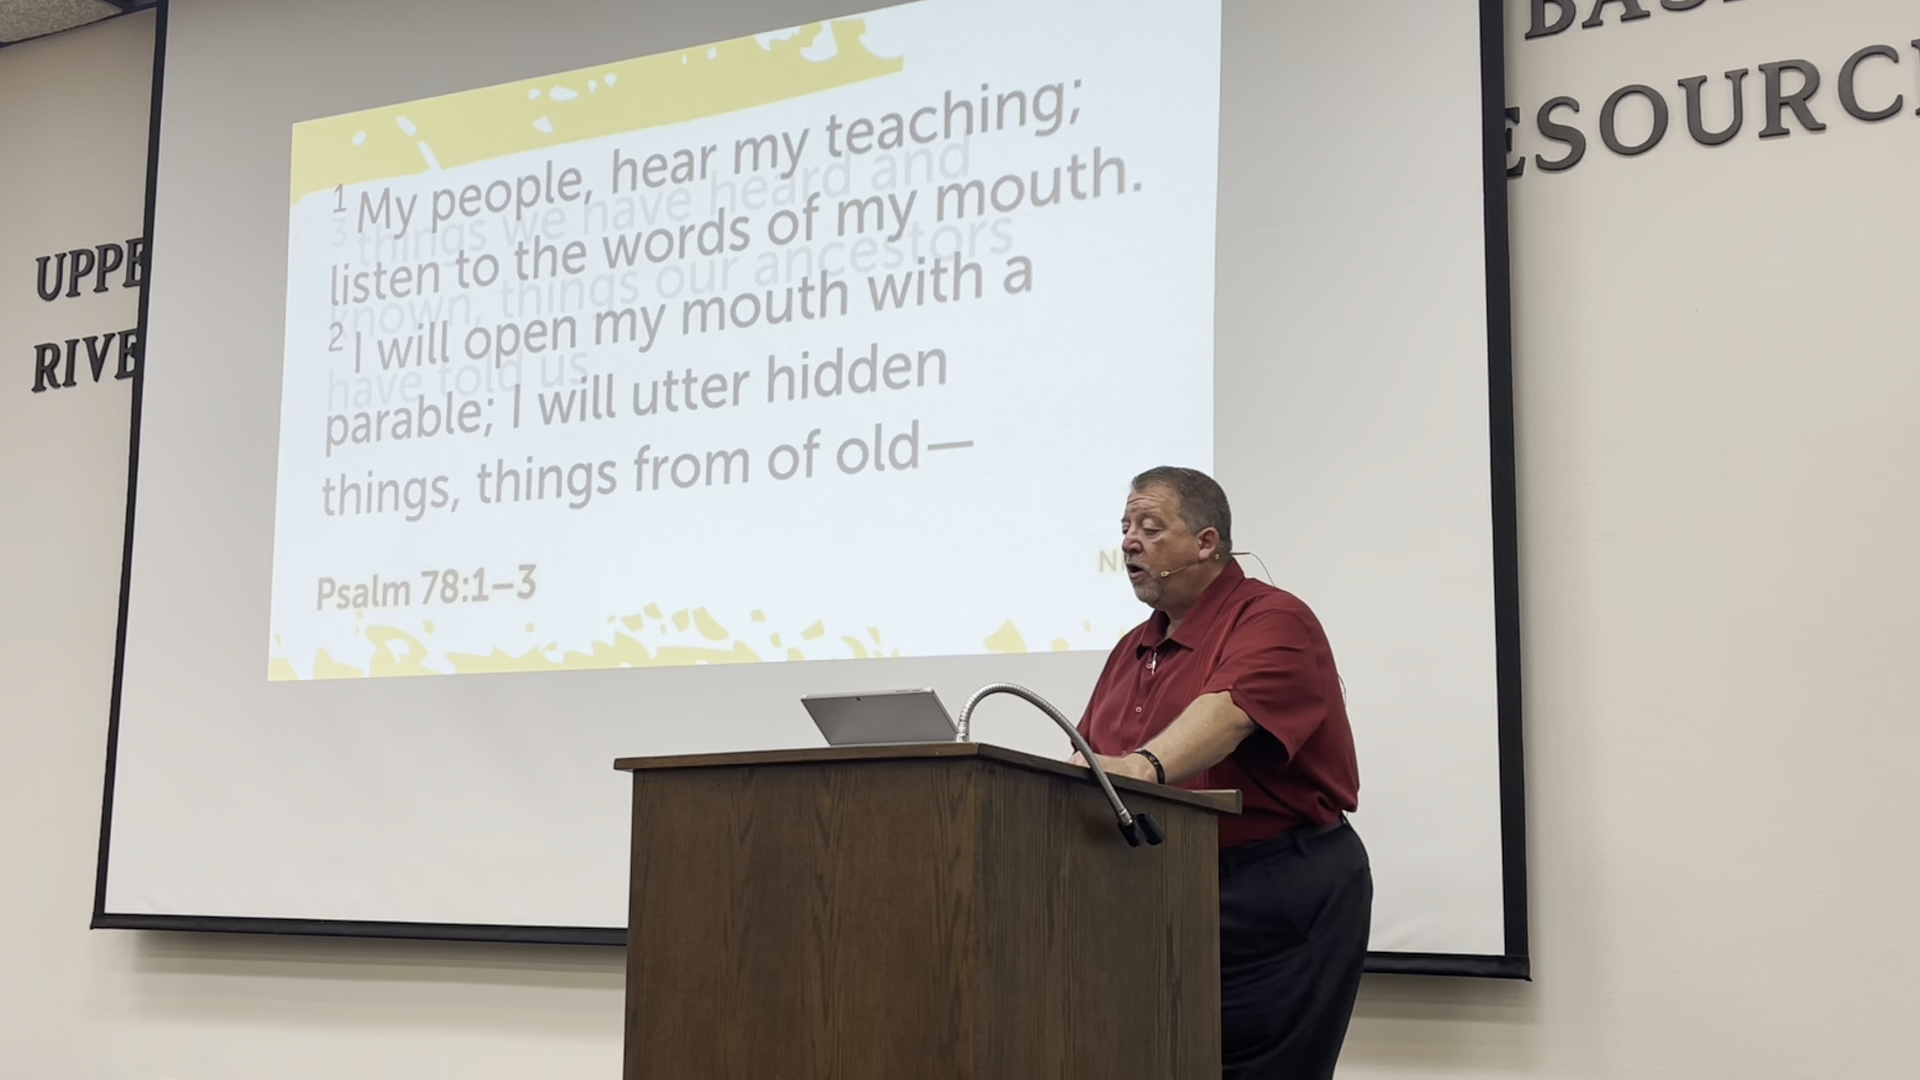 UPPE
RIVE
BAS
ESOURC
1 My people, hear my teaching;
listen to the words of my mouth.
2 I will open my mouth with a
parable; I will utter hidden
things, things from of old—
3 things we have heard and
known, things our ancestors
have told us.
Psalm 78:1–3